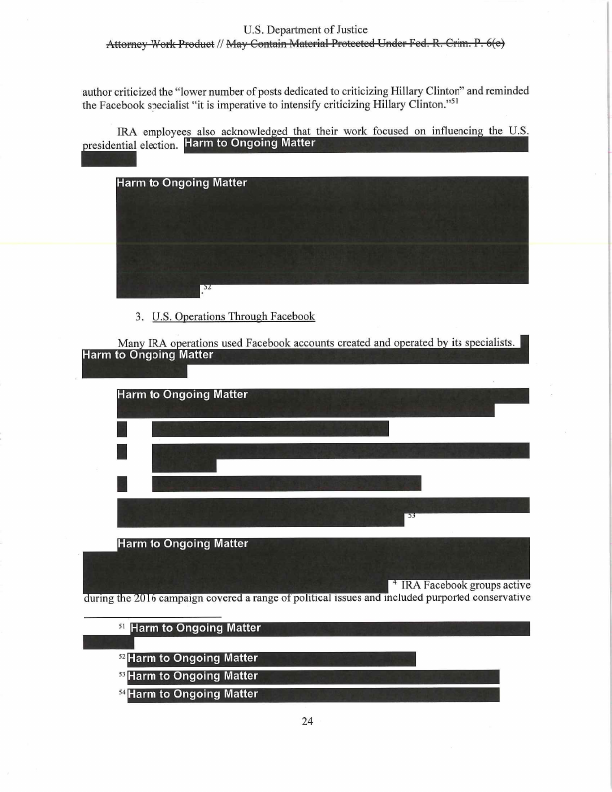 U.S. Department of Justice
Attorney Work Product // May Contain Material Protected Under Fed. R. Crim. P. 6(e)
author criticized the “lower number of posts dedicated to criticizing Hillary Clinton” and reminded
the Facebook specialist “it is imperative to intensify criticizing Hillary Clinton.”51
IRA employees also acknowledged that their work focused on influencing the U.S.
presidential election. Harm to Ongoing Matter
Harm to Ongoing Matter
.52
3. U.S. Operations Through Facebook
Many IRA operations used Facebook accounts created and operated by its specialists.
Harm to Ongoing Matter
Harm to Ongoing Matter
53
Harm to Ongoing Matter
4 IRA Facebook groups active
during the 2016 campaign covered a range of political issues and included purported conservative
51 Harm to Ongoing Matter
52 Harm to Ongoing Matter
53 Harm to Ongoing Matter
54 Harm to Ongoing Matter
24